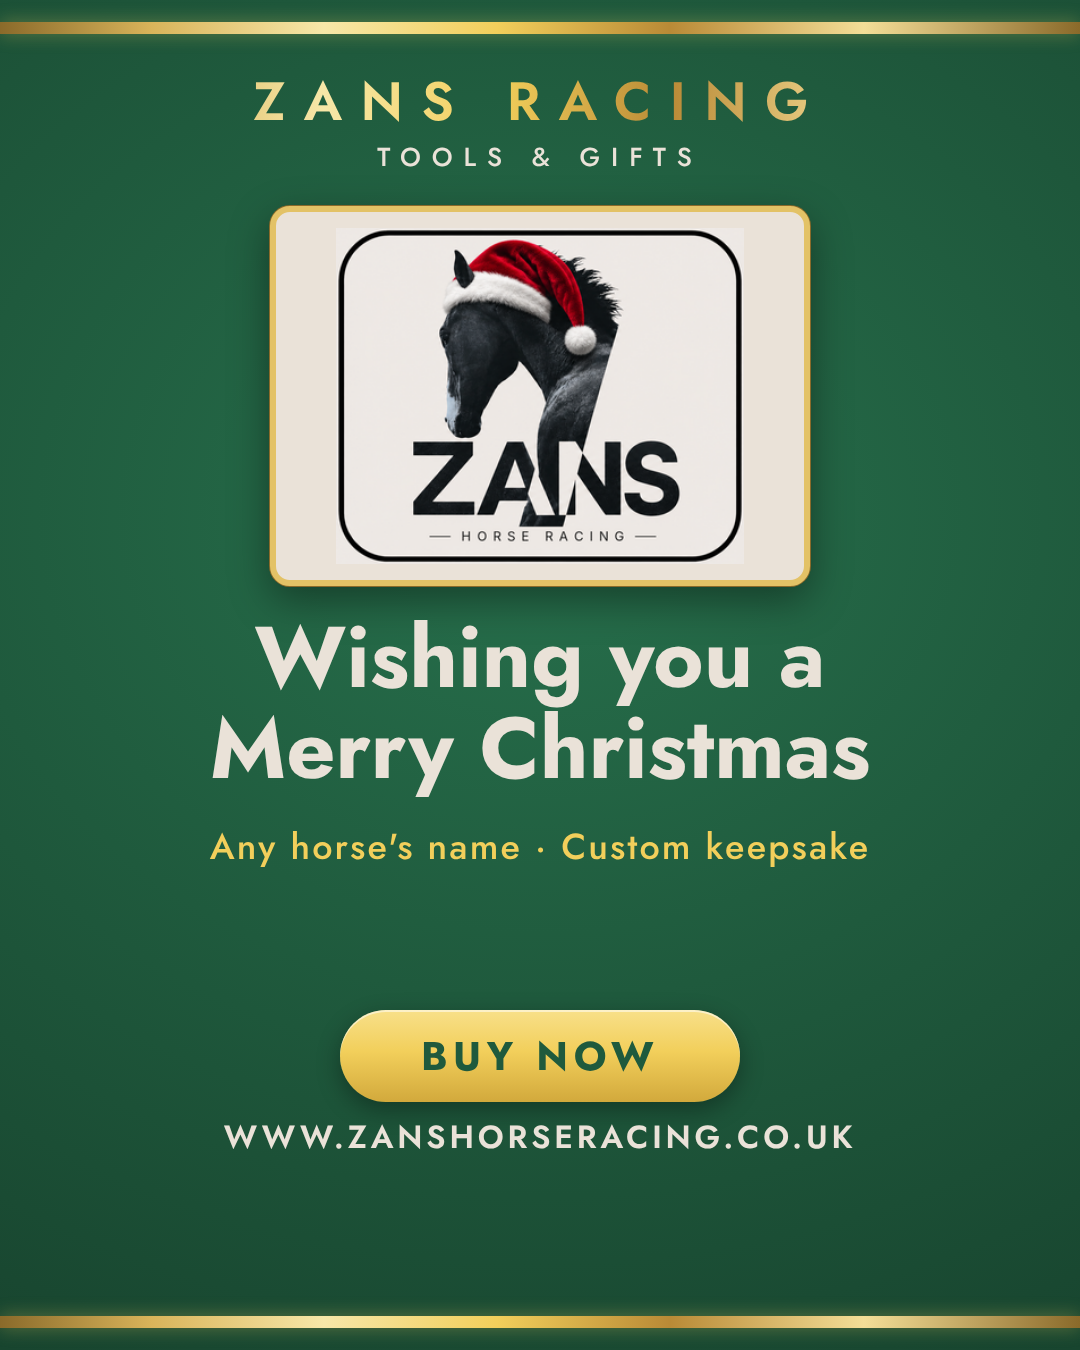 ZANS RACING
TOOLS & GIFTS
ZANS
HORSE RACING
Wishing you a
Merry Christmas
Any horse's name · Custom keepsake
BUY NOW
WWW.ZANSHORSERACING.CO.UK